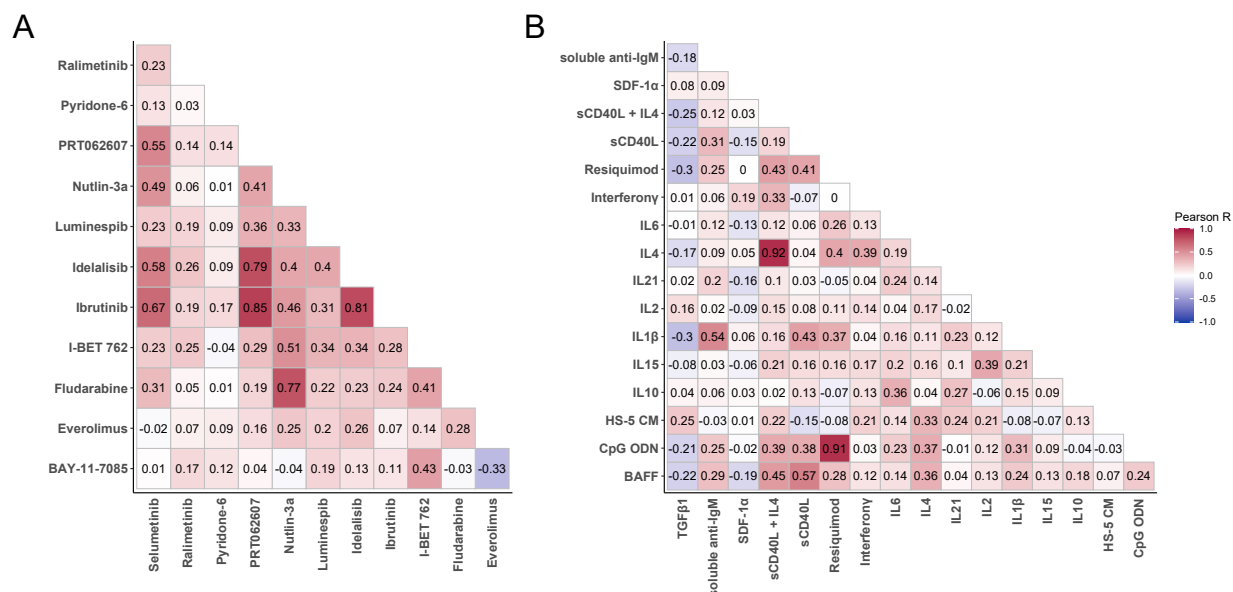 A
B
Ralimetinib 0.23
Pyridone-6 0.13 0.03
PRT062607 0.55 0.14 0.14
Nutlin-3a 0.49 0.06 0.01 0.41
Luminespib 0.23 0.19 0.09 0.36 0.33
Idelalisib 0.58 0.26 0.09 0.79 0.4 0.4
Ibrutinib 0.67 0.19 0.17 0.85 0.46 0.31 0.81
I-BET 762 0.23 0.25 -0.04 0.29 0.51 0.34 0.34 0.28
Fludarabine 0.31 0.05 0.01 0.19 0.77 0.22 0.23 0.24 0.41
Everolimus -0.02 0.07 0.09 0.16 0.25 0.2 0.26 0.07 0.14 0.28
BAY-11-7085 0.01 0.17 0.12 0.04 -0.04 0.19 0.13 0.11 0.43 -0.03 -0.33
Selumetinib
Ralimetinib
Pyridone-6
PRT062607
Nutlin-3a
Luminespib
Idelalisib
Ibrutinib
I-BET 762
Fludarabine
Everolimus
soluble anti-IgM -0.18
SDF-1α 0.08 0.09
sCD40L + IL4 -0.25 0.12 0.03
sCD40L -0.22 0.31 -0.15 0.19
Resiquimod -0.3 0.25 0 0.43 0.41
Interferonγ 0.01 0.06 0.19 0.33 -0.07 0
IL6 -0.01 0.12 -0.13 0.12 0.06 0.26 0.13
IL4 -0.17 0.09 0.05 0.92 0.04 0.4 0.39 0.19
IL21 0.02 0.2 -0.16 0.1 0.03 -0.05 0.04 0.24 0.14
IL2 0.16 0.02 -0.09 0.15 0.08 0.11 0.14 0.04 0.17 -0.02
IL1β -0.3 0.54 0.06 0.16 0.43 0.37 0.04 0.16 0.11 0.23 0.12
IL15 -0.08 0.03 -0.06 0.21 0.16 0.16 0.17 0.2 0.16 0.1 0.39 0.21
IL10 0.04 0.06 0.03 0.02 0.13 -0.07 0.13 0.36 0.04 0.27 -0.06 0.15 0.09
HS-5 CM 0.25 -0.03 0.01 0.22 -0.15 -0.08 0.21 0.14 0.33 0.24 0.21 -0.08 -0.07 0.13
CpG ODN -0.21 0.25 -0.02 0.39 0.38 0.91 0.03 0.23 0.37 -0.01 0.12 0.31 0.10 -0.04 -0.03
BAFF -0.22 0.29 -0.19 0.45 0.57 0.28 0.12 0.14 0.36 0.04 0.13 0.24 0.13 0.18 0.07 0.24
TGFβ1
soluble anti-IgM
SDF-1α
sCD40L + IL4
sCD40L
Resiquimod
Interferonγ
IL6
IL4
IL21
IL2
IL1β
IL15
IL10
HS-5 CM
CpG ODN
Pearson R
1.0
0.5
0.0
-0.5
-1.0